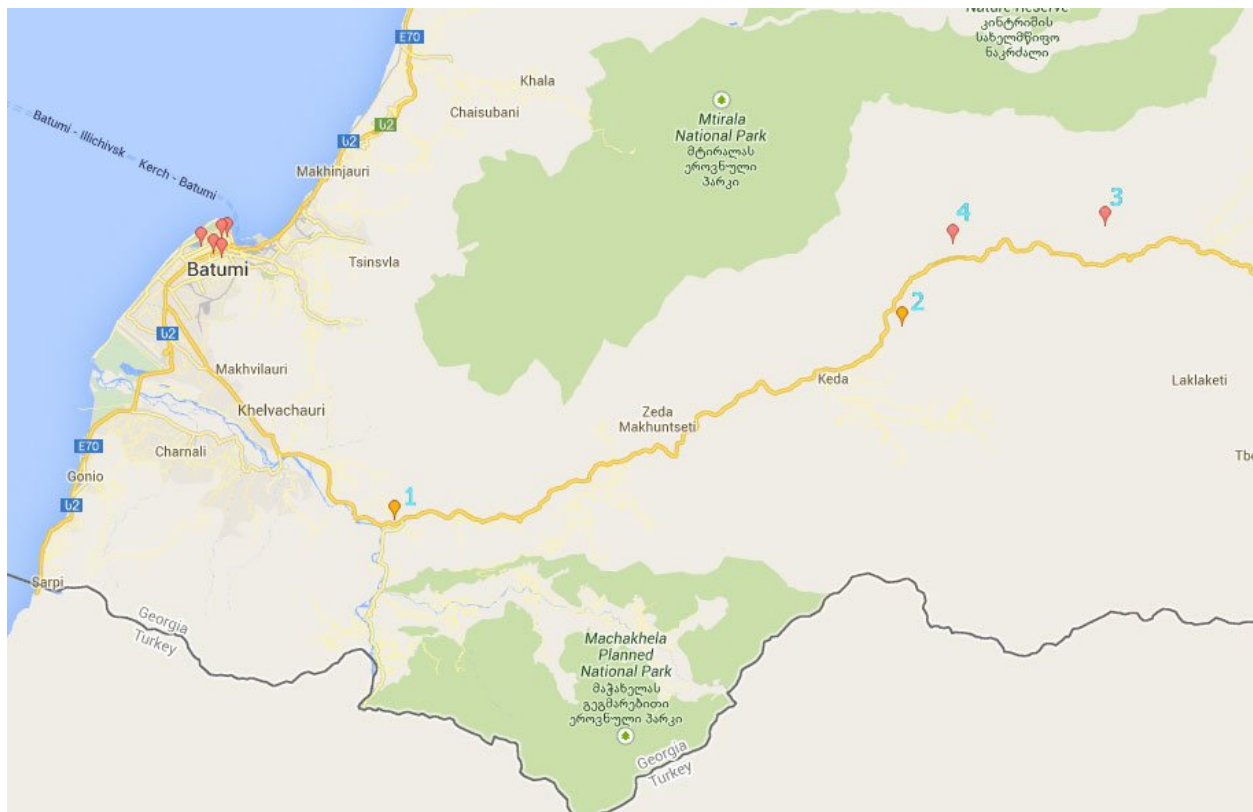 Nature Reserve
კინტრიშის
სახელმწიფო
ნაკრძალი
E70
Khala
Chaisubani
ს2
ს2
Mtirala
National Park
მტირალას
ეროვნული
პარკი
Batumi - Illichivsk
Kerch - Batumi
Makhinjauri
3
4
Tsinsvla
Batumi
2
ს2
Makhvilauri
Keda
Laklaketi
Khelvachauri
Zeda
Makhuntseti
E70
Charnali
Gonio
ს2
1
Sarpi
Georgia
Turkey
Machakhela
Planned
National Park
მაჭახელას
გეგმარებითი
ეროვნული პარკი
Georgia
Turkey